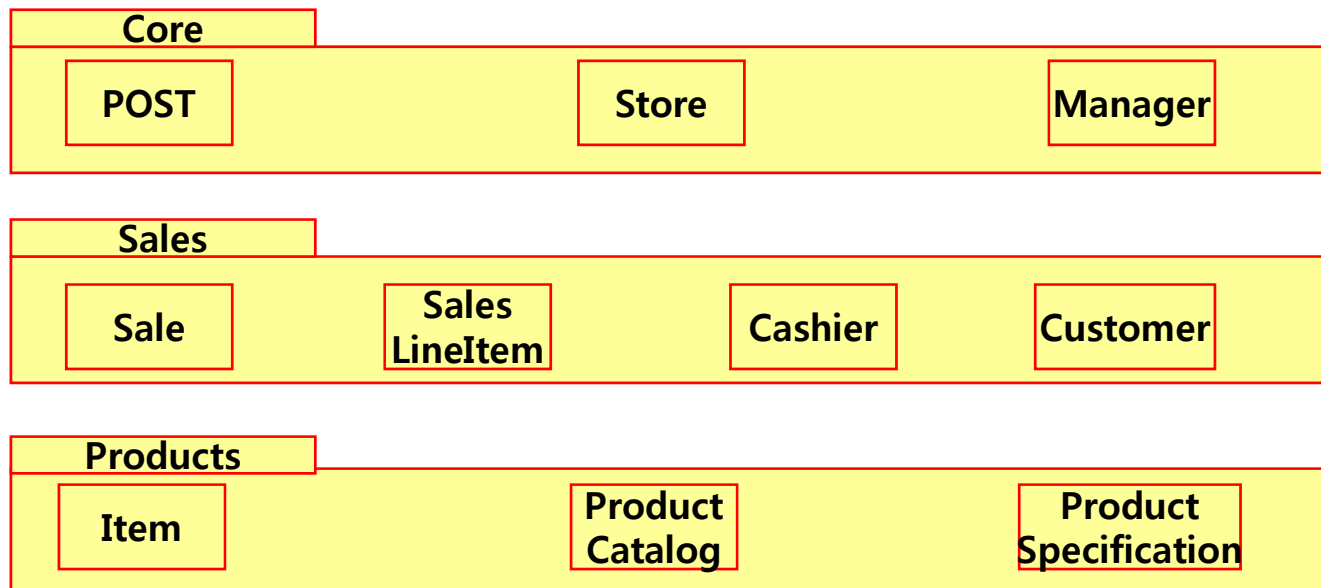 Core
POST
Store
Manager
Sales
Sale
Sales
LineItem
Cashier
Customer
Products
Item
Product
Catalog
Product
Specification